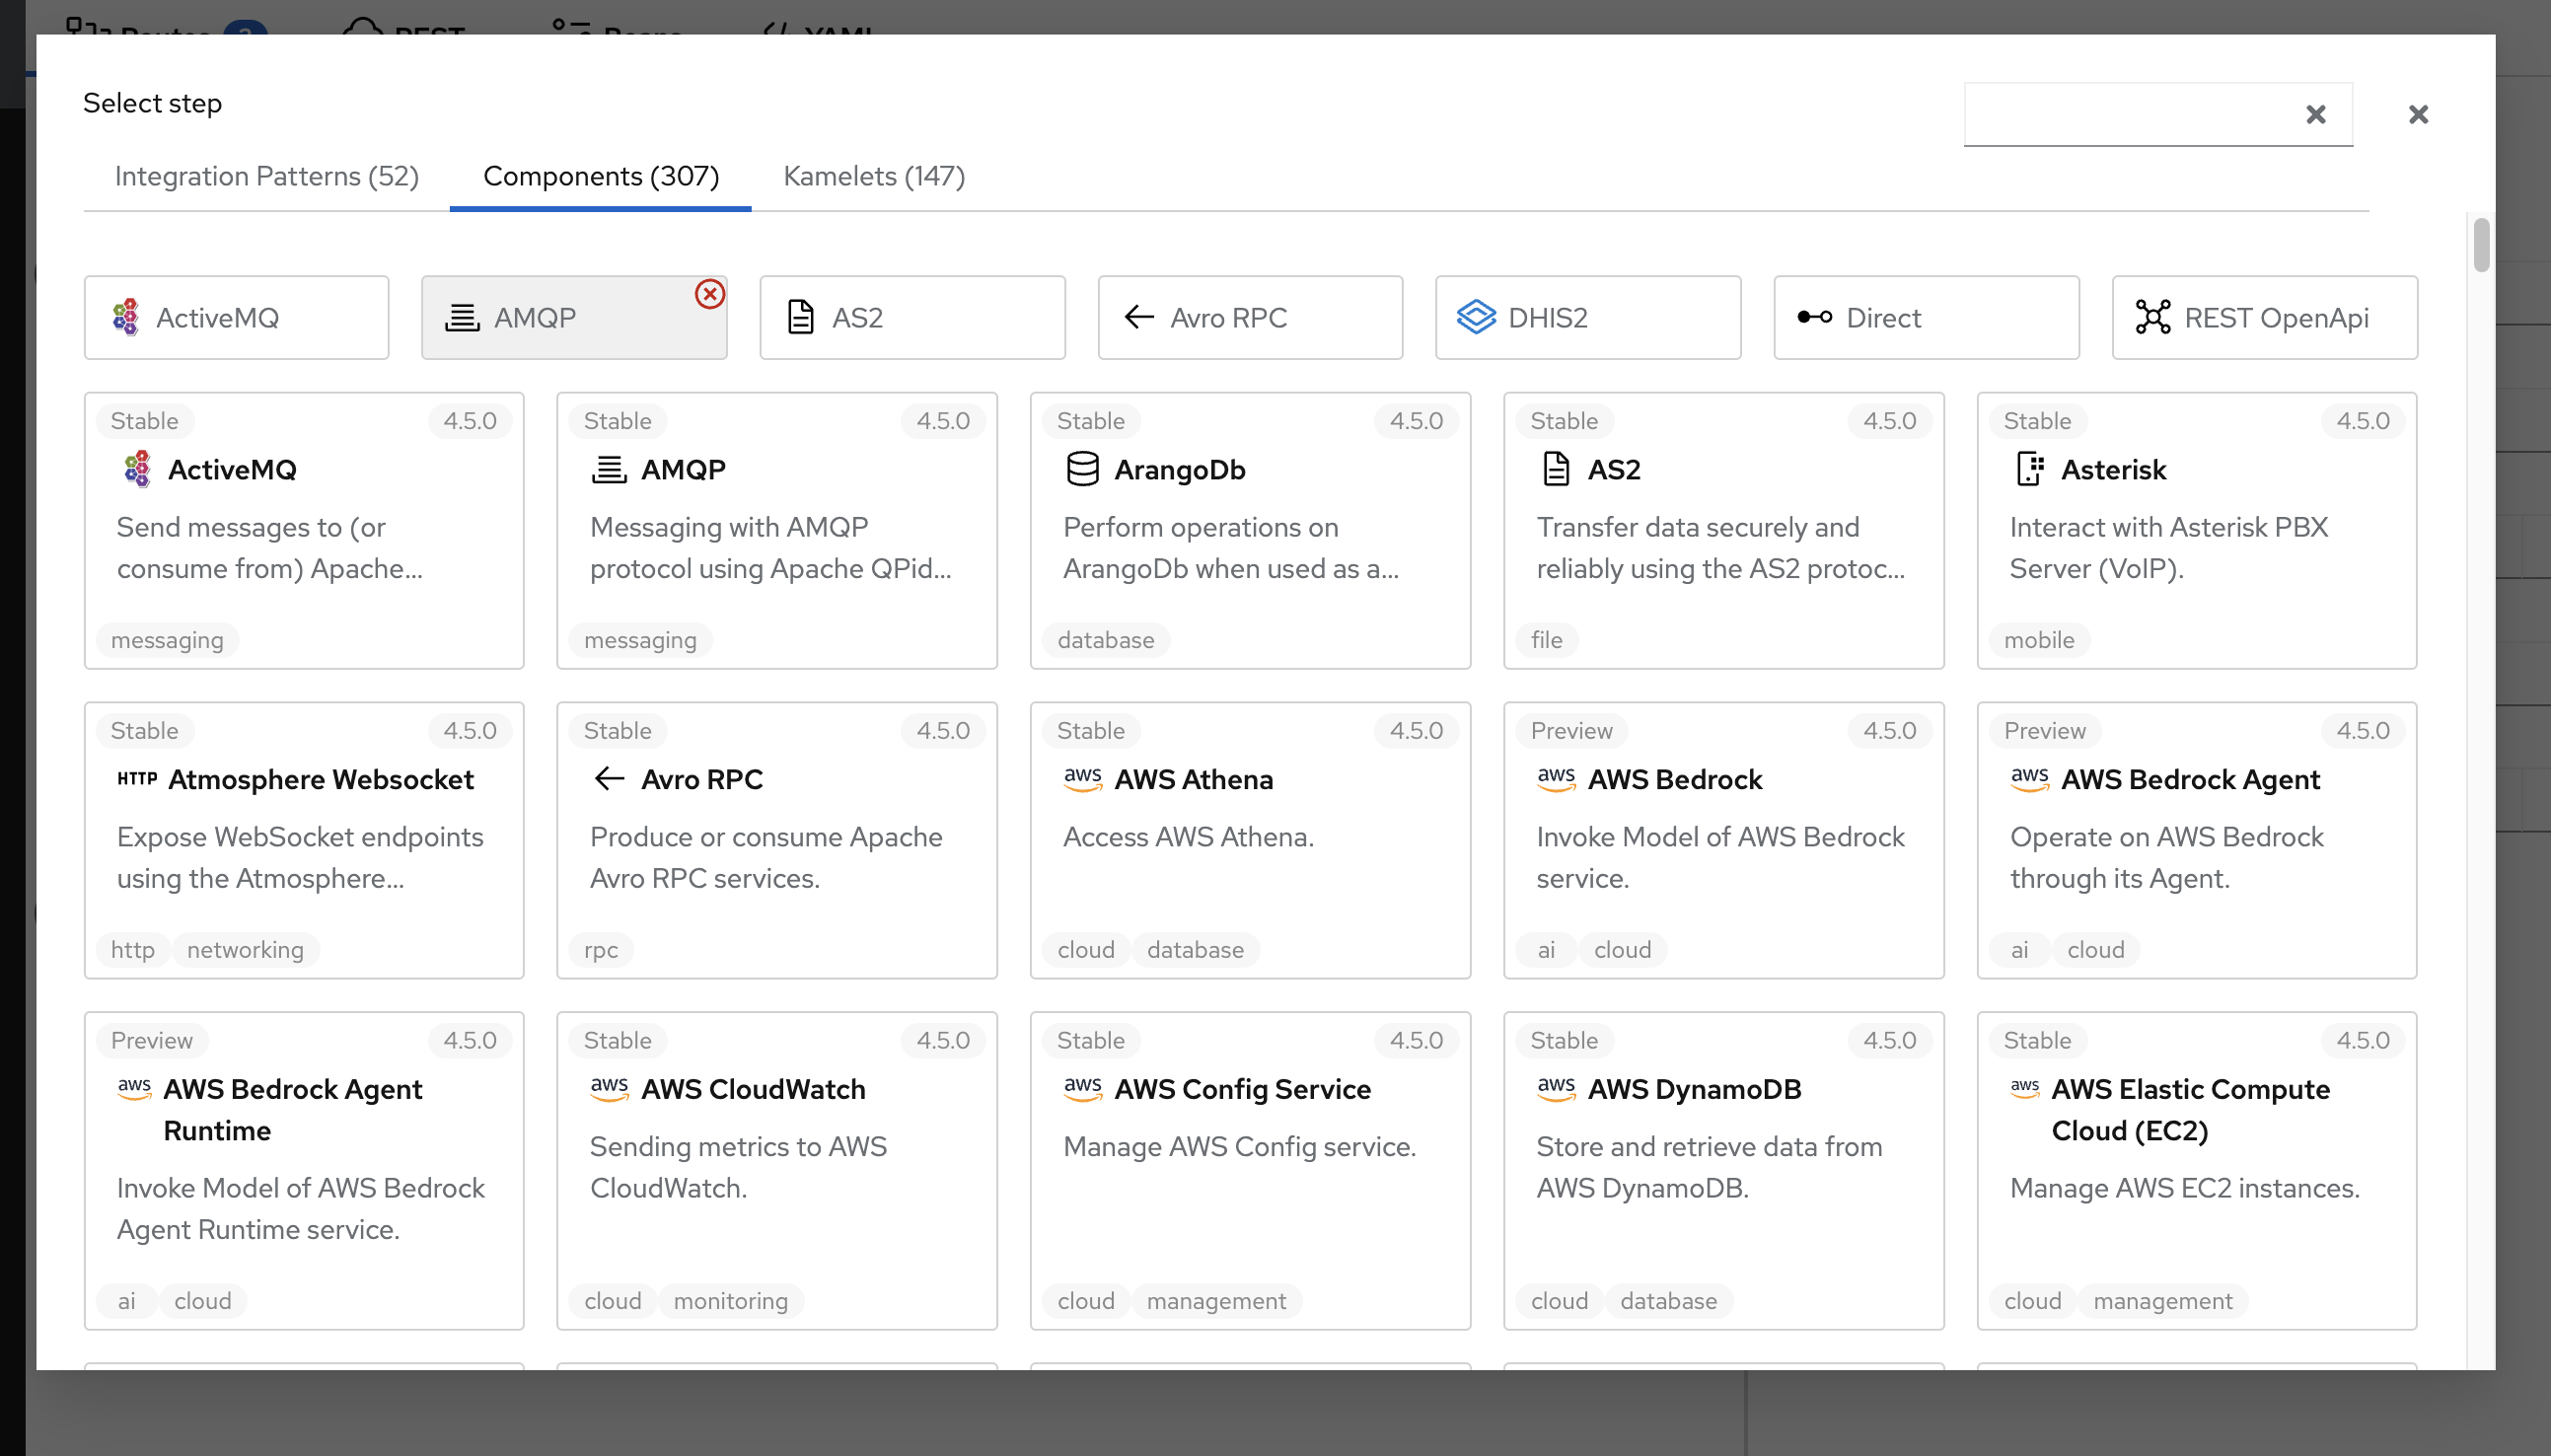 Select step
Integration Patterns (52)
Components (307)
Kamelets (147)
ActiveMQ
AMQP
AS2
Avro RPC
DHIS2
Direct
REST OpenApi
Stable 4.5.0
ActiveMQ
Send messages to (or
consume from) Apache...
messaging
Stable 4.5.0
AMQP
Messaging with AMQP
protocol using Apache QPid...
messaging
Stable 4.5.0
ArangoDb
Perform operations on
ArangoDb when used as a...
database
Stable 4.5.0
AS2
Transfer data securely and
reliably using the AS2 protoc...
file
Stable 4.5.0
Asterisk
Interact with Asterisk PBX
Server (VoIP).
mobile
Stable 4.5.0
HTTP Atmosphere Websocket
Expose WebSocket endpoints
using the Atmosphere...
http networking
Stable 4.5.0
Avro RPC
Produce or consume Apache
Avro RPC services.
rpc
Stable 4.5.0
aws AWS Athena
Access AWS Athena.
cloud database
Preview 4.5.0
aws AWS Bedrock
Invoke Model of AWS Bedrock
service.
ai cloud
Preview 4.5.0
aws AWS Bedrock Agent
Operate on AWS Bedrock
through its Agent.
ai cloud
Preview 4.5.0
aws AWS Bedrock Agent
Runtime
Invoke Model of AWS Bedrock
Agent Runtime service.
ai cloud
Stable 4.5.0
aws AWS CloudWatch
Sending metrics to AWS
CloudWatch.
cloud monitoring
Stable 4.5.0
aws AWS Config Service
Manage AWS Config service.
cloud management
Stable 4.5.0
aws AWS DynamoDB
Store and retrieve data from
AWS DynamoDB.
cloud database
Stable 4.5.0
aws AWS Elastic Compute
Cloud (EC2)
Manage AWS EC2 instances.
cloud management